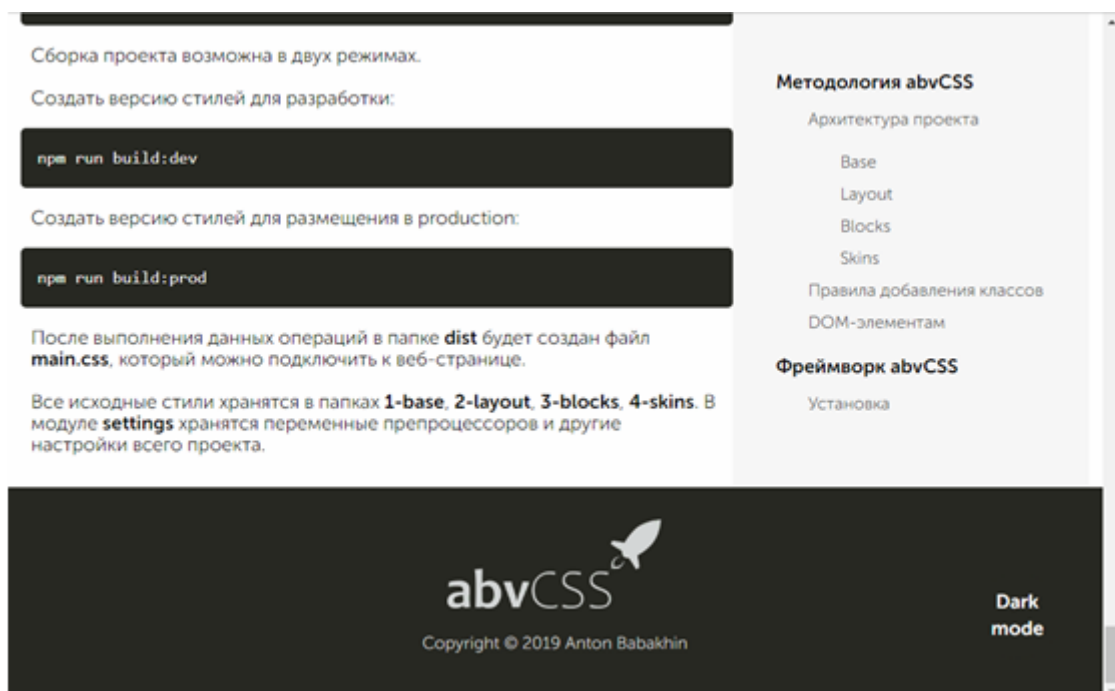 Сборка проекта возможна в двух режимах.
Создать версию стилей для разработки:
npm run build:dev
Создать версию стилей для размещения в production:
npm run build:prod
После выполнения данных операций в папке dist будет создан файл
main.css, который можно подключить к веб-странице.
Все исходные стили хранятся в папках 1-base, 2-layout, 3-blocks, 4-skins. В
модуле settings хранятся переменные препроцессоров и другие
настройки всего проекта.
Методология abvCSS
Архитектура проекта
Base
Layout
Blocks
Skins
Правила добавления классов
DOM-элементам
Фреймворк abvCSS
Установка
abvCSS
Copyright © 2019 Anton Babakhin
Dark
mode